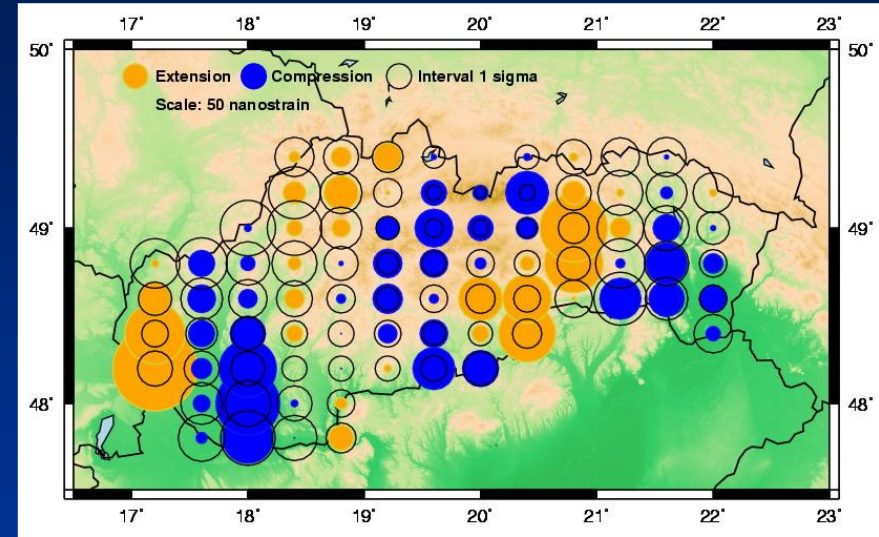 17° 18° 19° 20° 21° 22° 23°
50° 50°
Extension Compression Interval 1 sigma
Scale: 50 nanostrain
49° 49°
48° 48°
17° 18° 19° 20° 21° 22° 23°